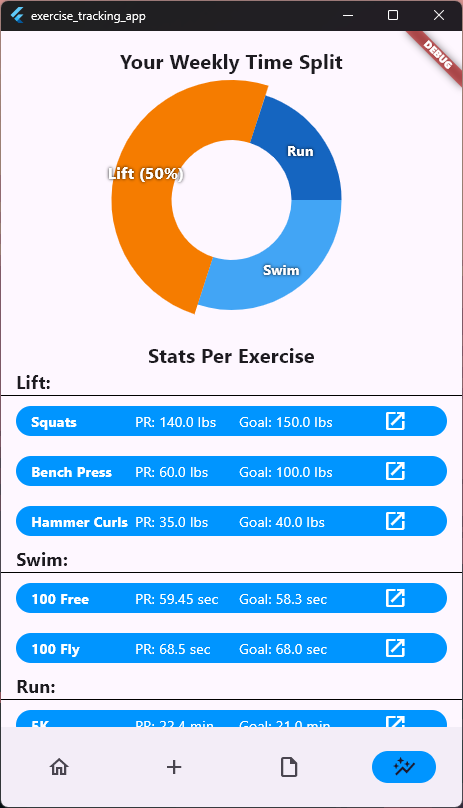 exercise_tracking_app
DEBUG
Your Weekly Time Split
Run
Lift (50%)
Swim
Stats Per Exercise
Lift:
Squats PR: 140.0 lbs Goal: 150.0 lbs
Bench Press PR: 60.0 lbs Goal: 100.0 lbs
Hammer Curls PR: 35.0 lbs Goal: 40.0 lbs
Swim:
100 Free PR: 59.45 sec Goal: 58.3 sec
100 Fly PR: 68.5 sec Goal: 68.0 sec
Run:
5K PR: 22.4 min Goal: 21.0 min